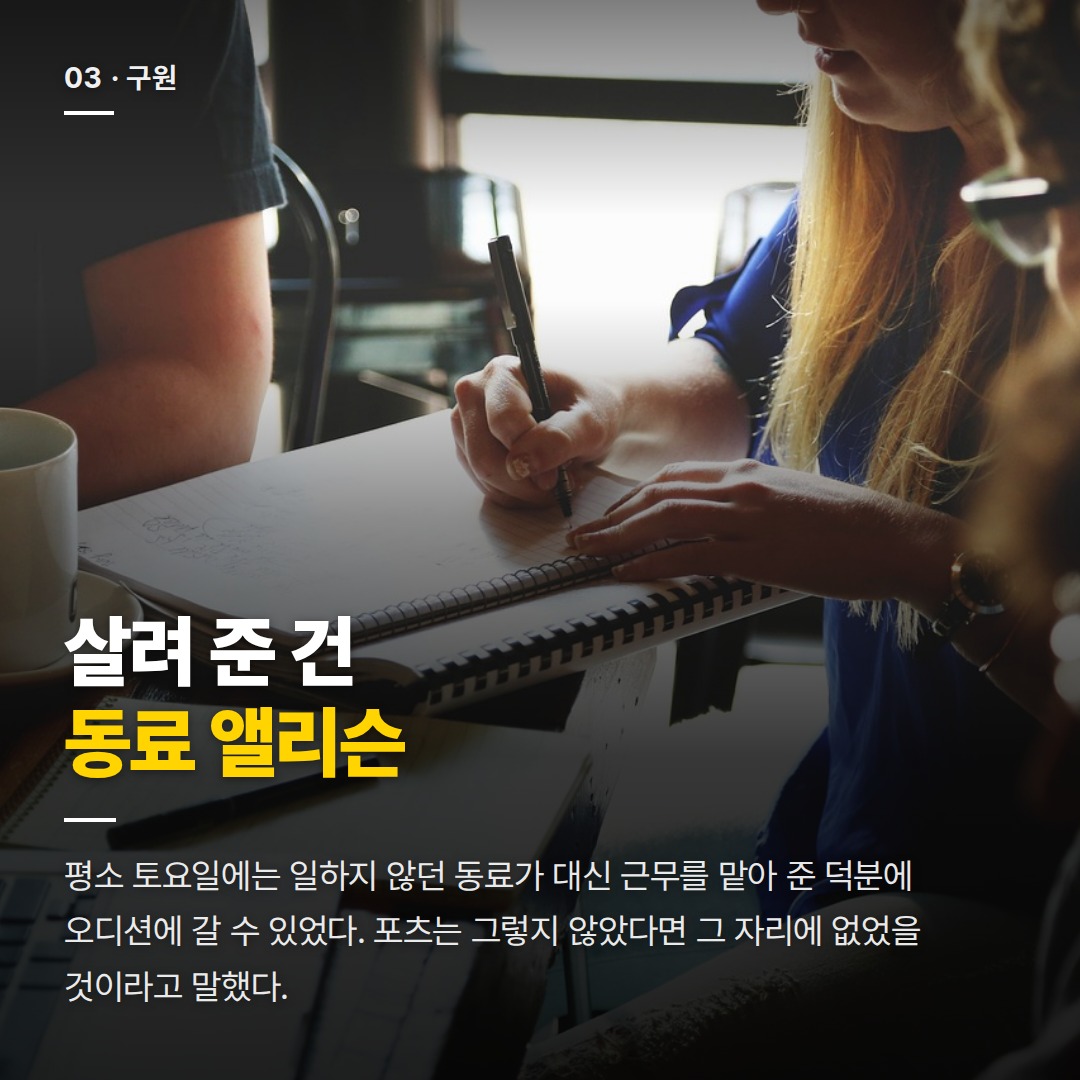 03 · 구원
살려 준 건
동료 앨리슨
평소 토요일에는 일하지 않던 동료가 대신 근무를 맡아 준 덕분에
오디션에 갈 수 있었다. 포츠는 그렇지 않았다면 그 자리에 없었을
것이라고 말했다.